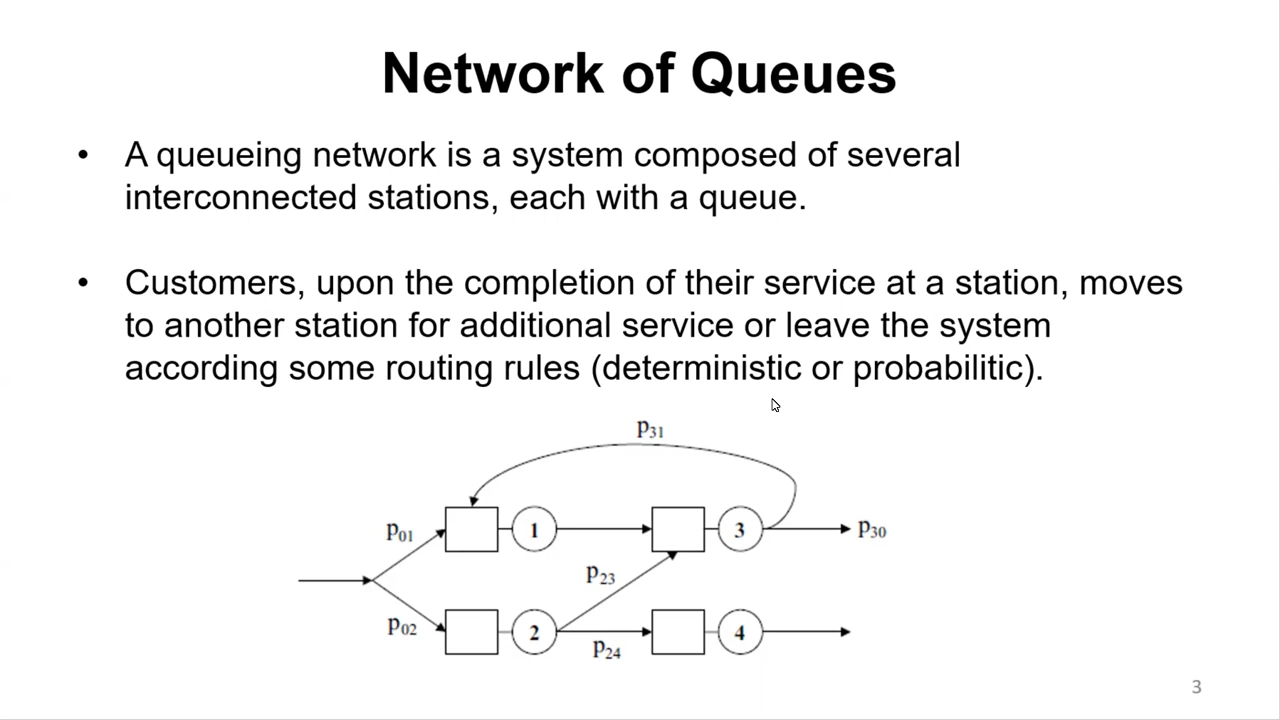 Network of Queues
• A queueing network is a system composed of several
interconnected stations, each with a queue.
• Customers, upon the completion of their service at a station, moves
to another station for additional service or leave the system
according some routing rules (deterministic or probabilitic).
p31
p01
1
3
p30
p23
p02
2
4
p24
3